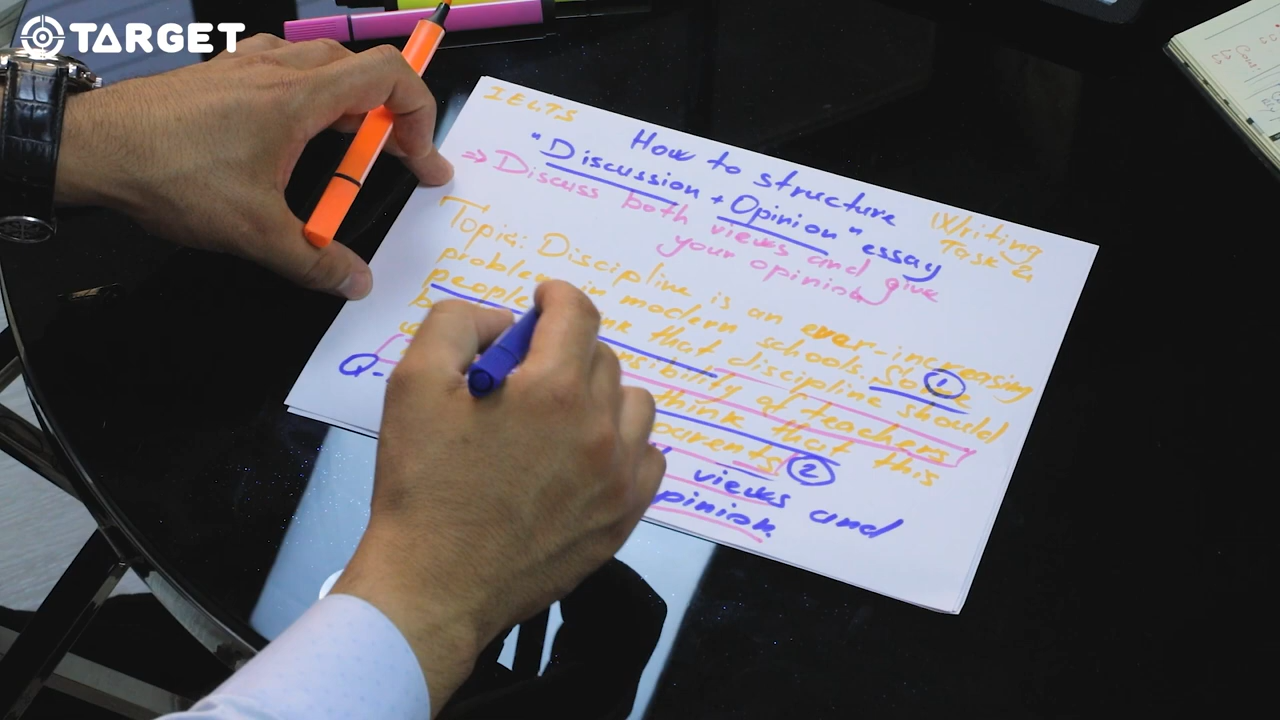 TARGET
IELTS
How to structure
"Discussion + Opinion" essay
Writing
Task 2
=> Discuss both views and give
your opinion
Topic: Discipline is an ever-increasing
problem in modern schools. Some ①
people think that discipline should
of teachers
think that this
parents ②
Q-
views and
opinion.